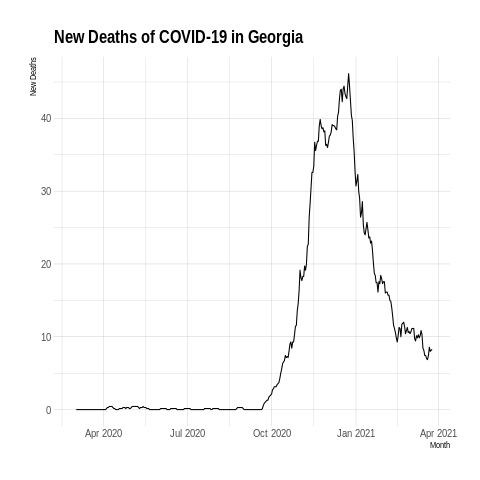 New Deaths of COVID-19 in Georgia
New Deaths
40
30
20
10
0
Apr 2020 Jul 2020 Oct 2020 Jan 2021 Apr 2021
Month